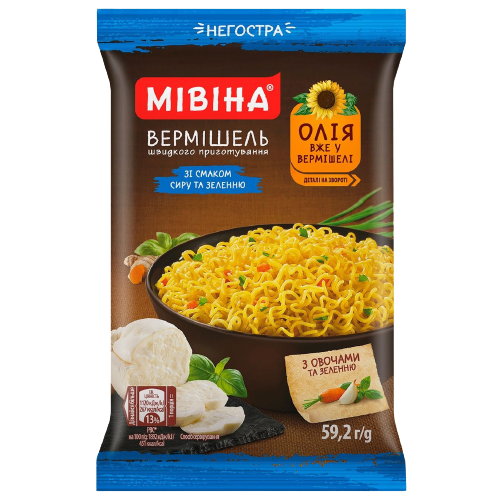 НЕГОСТРА
МІВІНА®
ВЕРМІШЕЛЬ
швидкого приготування
ЗІ СМАКОМ
СИРУ ТА ЗЕЛЕННЮ
ОЛІЯ
ВЖЕ У
ВЕРМІШЕЛІ
ДЕТАЛІ НА ЗВОРОТІ
З ОВОЧАМИ
ТА ЗЕЛЕННЮ
13%
59,2 г/g